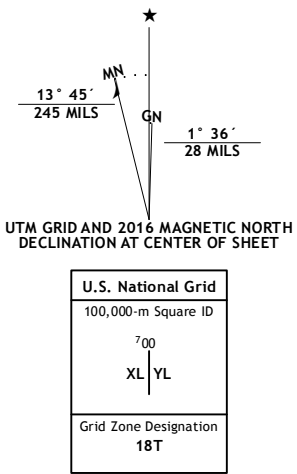 ★
MN
13° 45´
245 MILS
GN
1° 36´
28 MILS
UTM GRID AND 2016 MAGNETIC NORTH
DECLINATION AT CENTER OF SHEET
U.S. National Grid
100,000-m Square ID
⁷00
XL YL
Grid Zone Designation
18T